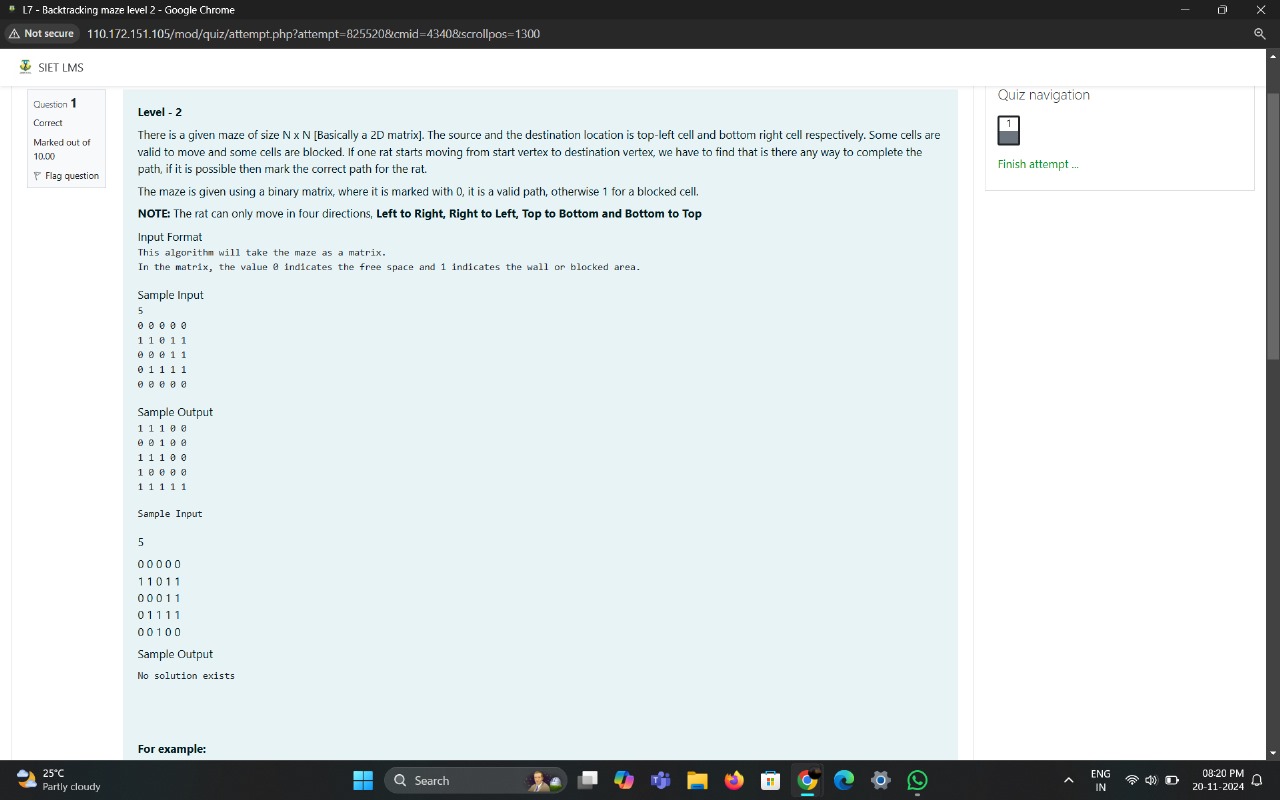 L7 - Backtracking maze level 2 - Google Chrome
Not secure 110.172.151.105/mod/quiz/attempt.php?attempt=825520&cmid=4340&scrollpos=1300
SIET LMS
Question 1
Correct
Marked out of
10.00
Flag question
Level - 2
There is a given maze of size N x N [Basically a 2D matrix]. The source and the destination location is top-left cell and bottom right cell respectively. Some cells are
valid to move and some cells are blocked. If one rat starts moving from start vertex to destination vertex, we have to find that is there any way to complete the
path, if it is possible then mark the correct path for the rat.
The maze is given using a binary matrix, where it is marked with 0, it is a valid path, otherwise 1 for a blocked cell.
NOTE: The rat can only move in four directions, Left to Right, Right to Left, Top to Bottom and Bottom to Top
Input Format
This algorithm will take the maze as a matrix.
In the matrix, the value 0 indicates the free space and 1 indicates the wall or blocked area.
Sample Input
5
0 0 0 0 0
1 1 0 1 1
0 0 0 1 1
0 1 1 1 1
0 0 0 0 0
Sample Output
1 1 1 0 0
0 0 1 0 0
1 1 1 0 0
1 0 0 0 0
1 1 1 1 1
Sample Input
5
0 0 0 0 0
1 1 0 1 1
0 0 0 1 1
0 1 1 1 1
0 0 1 0 0
Sample Output
No solution exists
For example:
Quiz navigation
1
Finish attempt ...
25°C
Partly cloudy
Search
ENG
IN
08:20 PM
20-11-2024